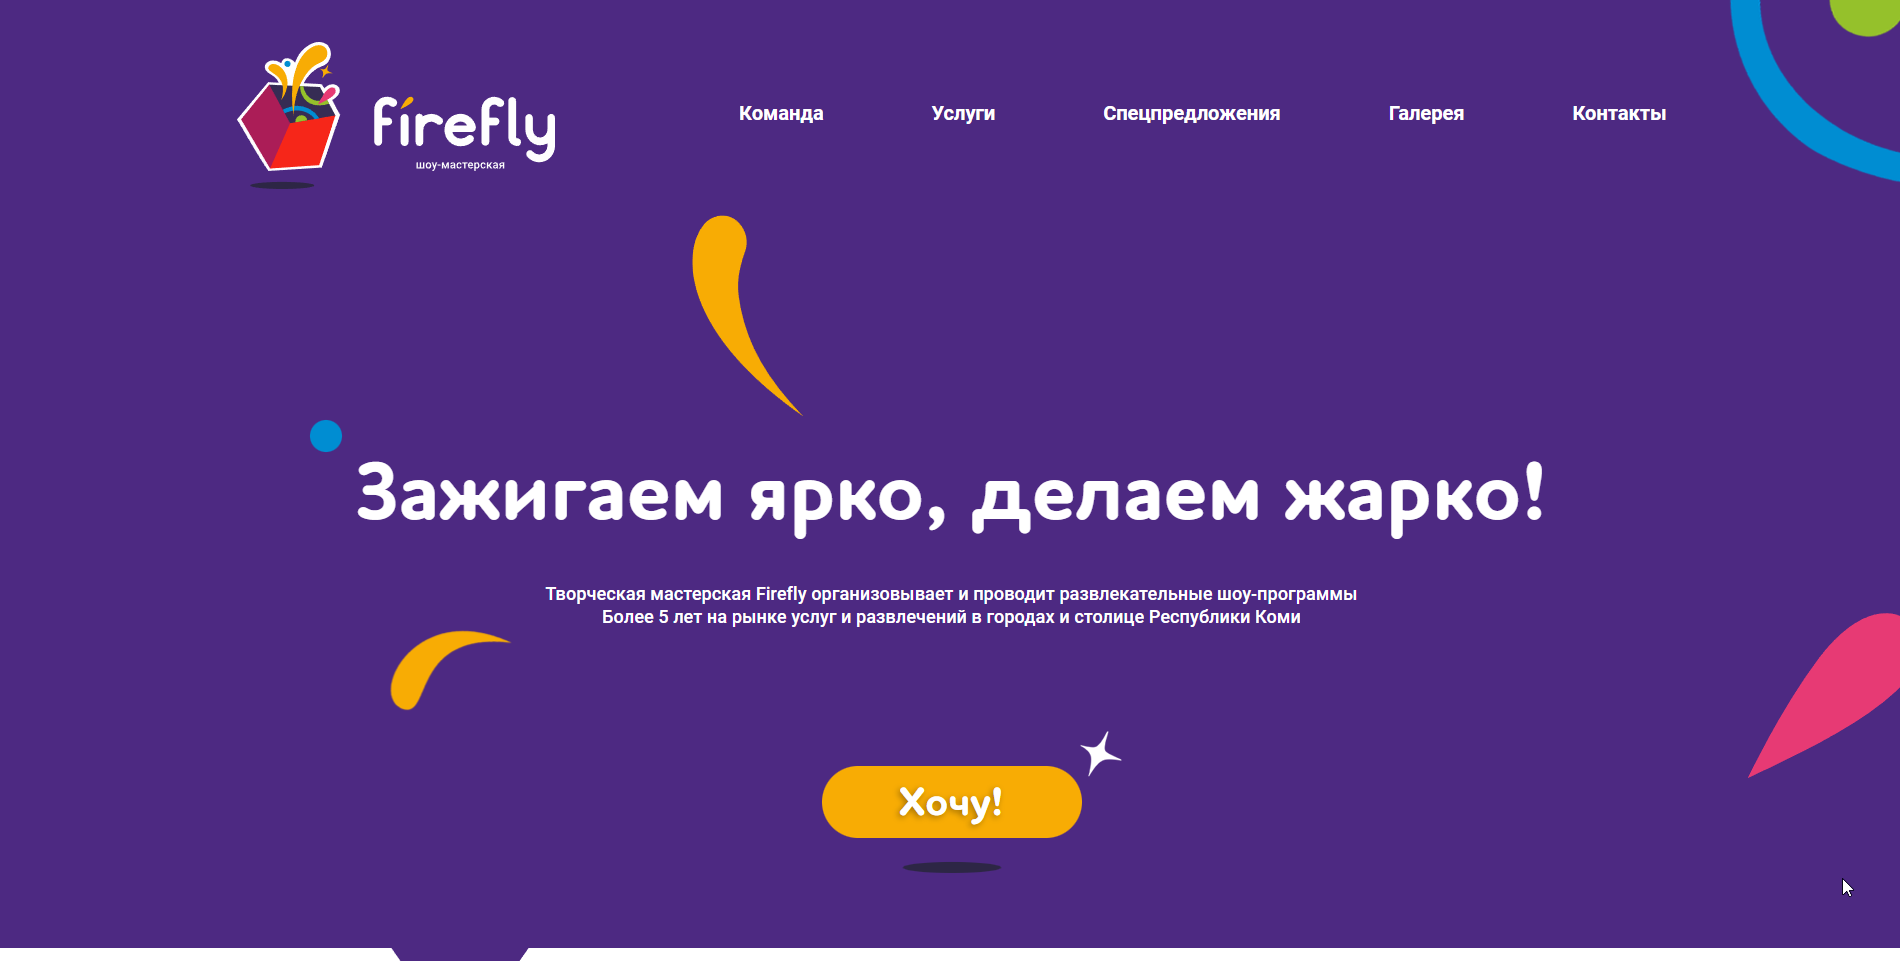 firefly
шоу-мастерская
Команда Услуги Спецпредложения Галерея Контакты
Зажигаем ярко, делаем жарко!
Творческая мастерская Firefly организовывает и проводит развлекательные шоу-программы
Более 5 лет на рынке услуг и развлечений в городах и столице Республики Коми
Хочу!